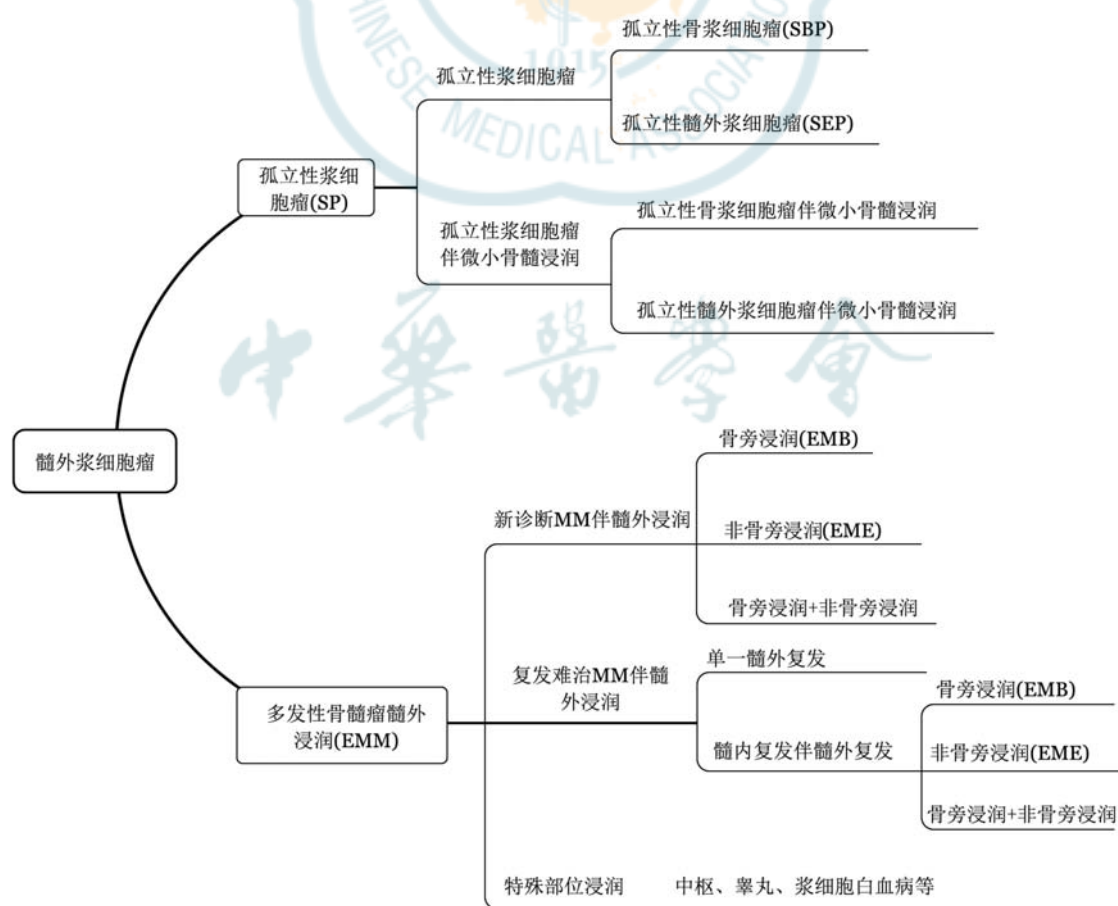 CHINESE MEDICAL ASSOCIATION
1915
孤立性骨浆细胞瘤(SBP)
孤立性浆细胞瘤
孤立性髓外浆细胞瘤(SEP)
孤立性浆细
胞瘤(SP)
孤立性骨浆细胞瘤伴微小骨髓浸润
孤立性浆细胞瘤
伴微小骨髓浸润
孤立性髓外浆细胞瘤伴微小骨髓浸润
中華醫學會
髓外浆细胞瘤
骨旁浸润(EMB)
新诊断MM伴髓外浸润
非骨旁浸润(EME)
骨旁浸润+非骨旁浸润
复发难治MM伴髓
外浸润
单一髓外复发
多发性骨髓瘤髓外
浸润(EMM)
髓内复发伴髓外复发
骨旁浸润(EMB)
非骨旁浸润(EME)
骨旁浸润+非骨旁浸润
特殊部位浸润 中枢、睾丸、浆细胞白血病等